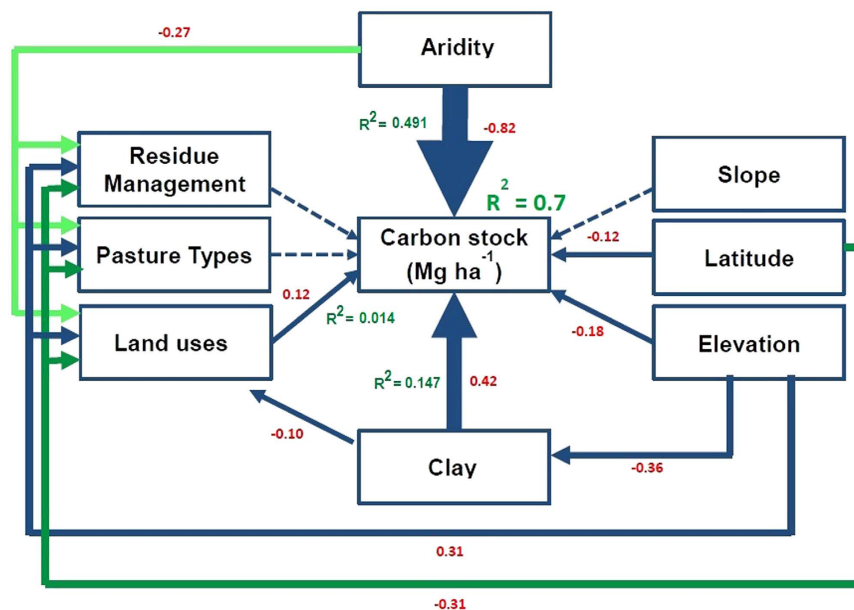 -0.27
Aridity
R² = 0.491
-0.82
Residue
Management
Slope
R² = 0.7
Pasture Types
Carbon stock
(Mg ha⁻¹)
-0.12
Latitude
0.12
R² = 0.014
Land uses
-0.18
Elevation
R² = 0.147
0.42
-0.10
Clay
-0.36
0.31
-0.31